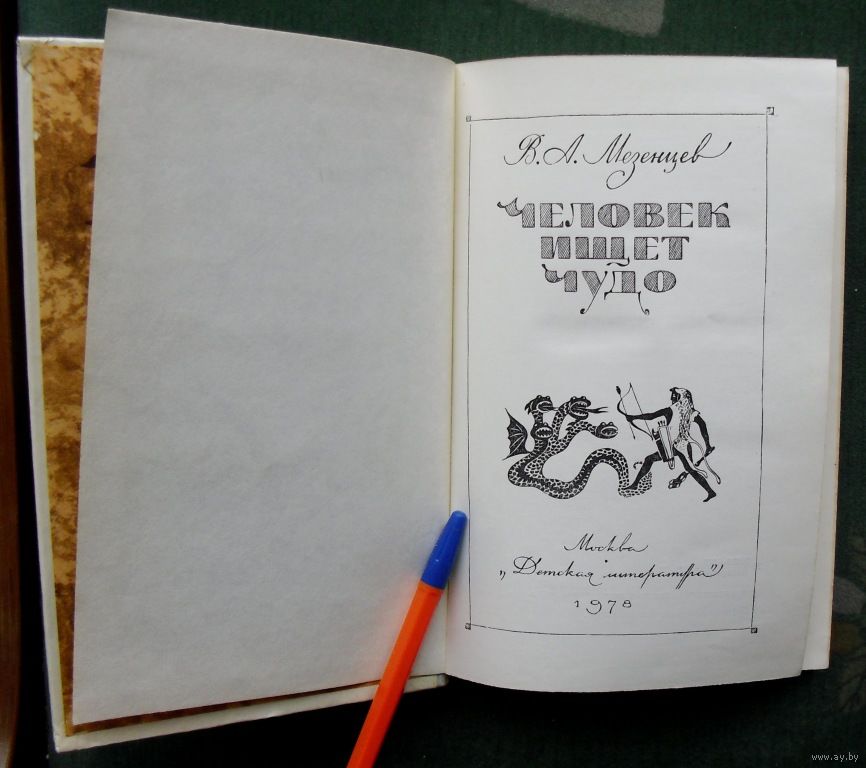 В. А. Мезенцев
ЧЕЛОВЕК
ИЩЕТ
ЧУДО
Москва
„Детская литература"
1978
www.ay.by